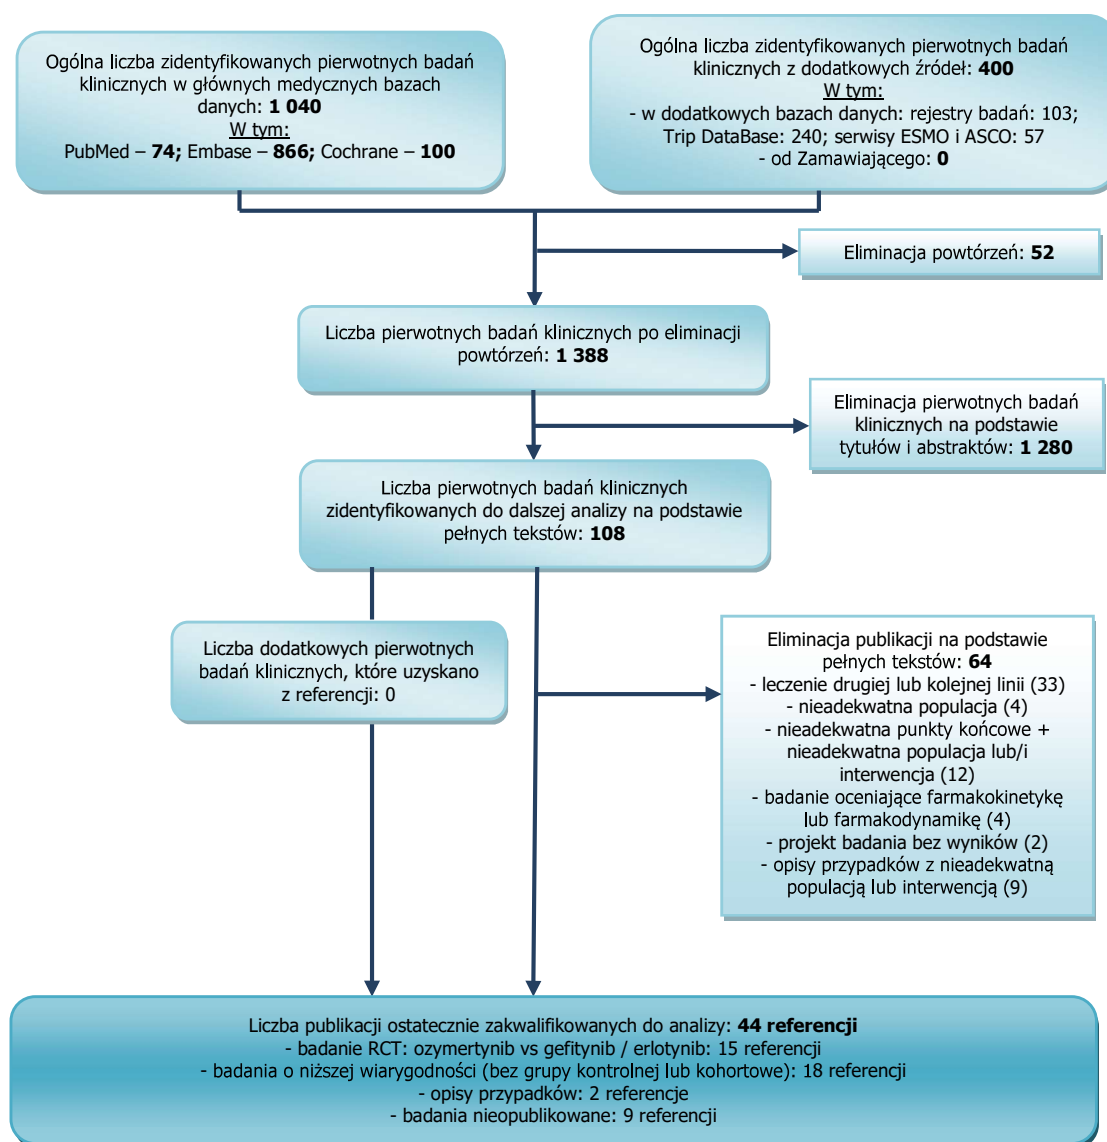 Ogólna liczba zidentyfikowanych pierwotnych badań
klinicznych w głównych medycznych bazach
danych: 1 040
W tym:
PubMed – 74; Embase – 866; Cochrane – 100
Ogólna liczba zidentyfikowanych pierwotnych badań
klinicznych z dodatkowych źródeł: 400
W tym:
- w dodatkowych bazach danych: rejestry badań: 103;
Trip DataBase: 240; serwisy ESMO i ASCO: 57
- od Zamawiającego: 0
Eliminacja powtórzeń: 52
Liczba pierwotnych badań klinicznych po eliminacji
powtórzeń: 1 388
Eliminacja pierwotnych badań
klinicznych na podstawie
tytułów i abstraktów: 1 280
Liczba pierwotnych badań klinicznych
zidentyfikowanych do dalszej analizy na podstawie
pełnych tekstów: 108
Liczba dodatkowych pierwotnych
badań klinicznych, które uzyskano
z referencji: 0
Eliminacja publikacji na podstawie
pełnych tekstów: 64
- leczenie drugiej lub kolejnej linii (33)
- nieadekwatna populacja (4)
- nieadekwatna punkty końcowe +
nieadekwatna populacja lub/i
interwencja (12)
- badanie oceniające farmakokinetykę
lub farmakodynamikę (4)
- projekt badania bez wyników (2)
- opisy przypadków z nieadekwatną
populacją lub interwencją (9)
Liczba publikacji ostatecznie zakwalifikowanych do analizy: 44 referencji
- badanie RCT: ozymertynib vs gefitynib / erlotynib: 15 referencji
- badania o niższej wiarygodności (bez grupy kontrolnej lub kohortowe): 18 referencji
- opisy przypadków: 2 referencje
- badania nieopublikowane: 9 referencji